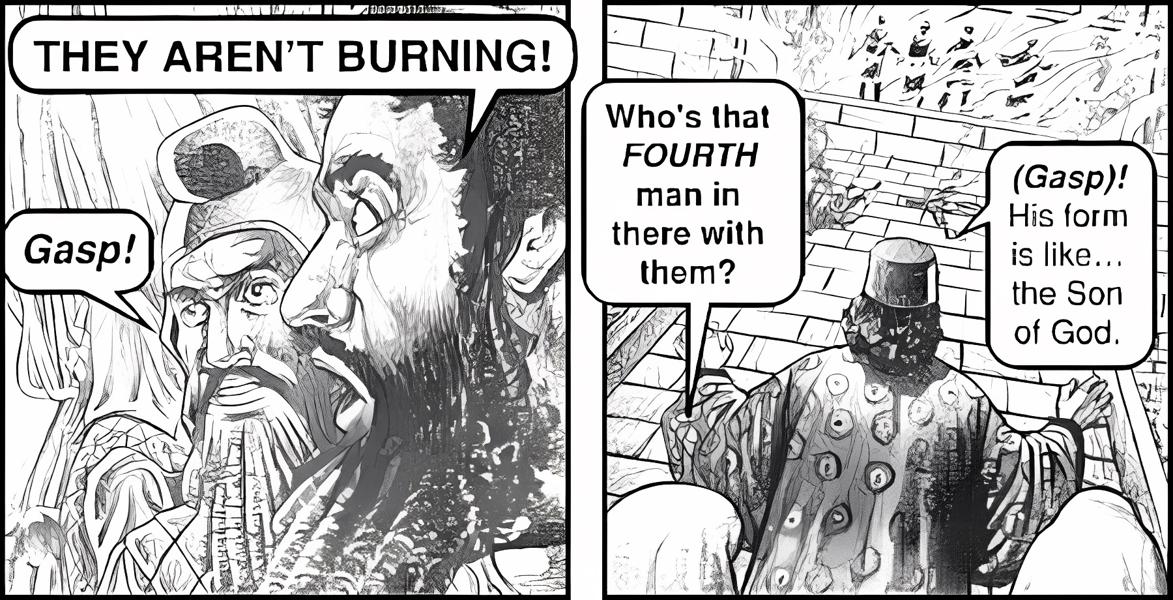 THEY AREN'T BURNING!
Gasp!
Who's that
FOURTH
man in
there with
them?
(Gasp)!
His form
is like...
the Son
of God.